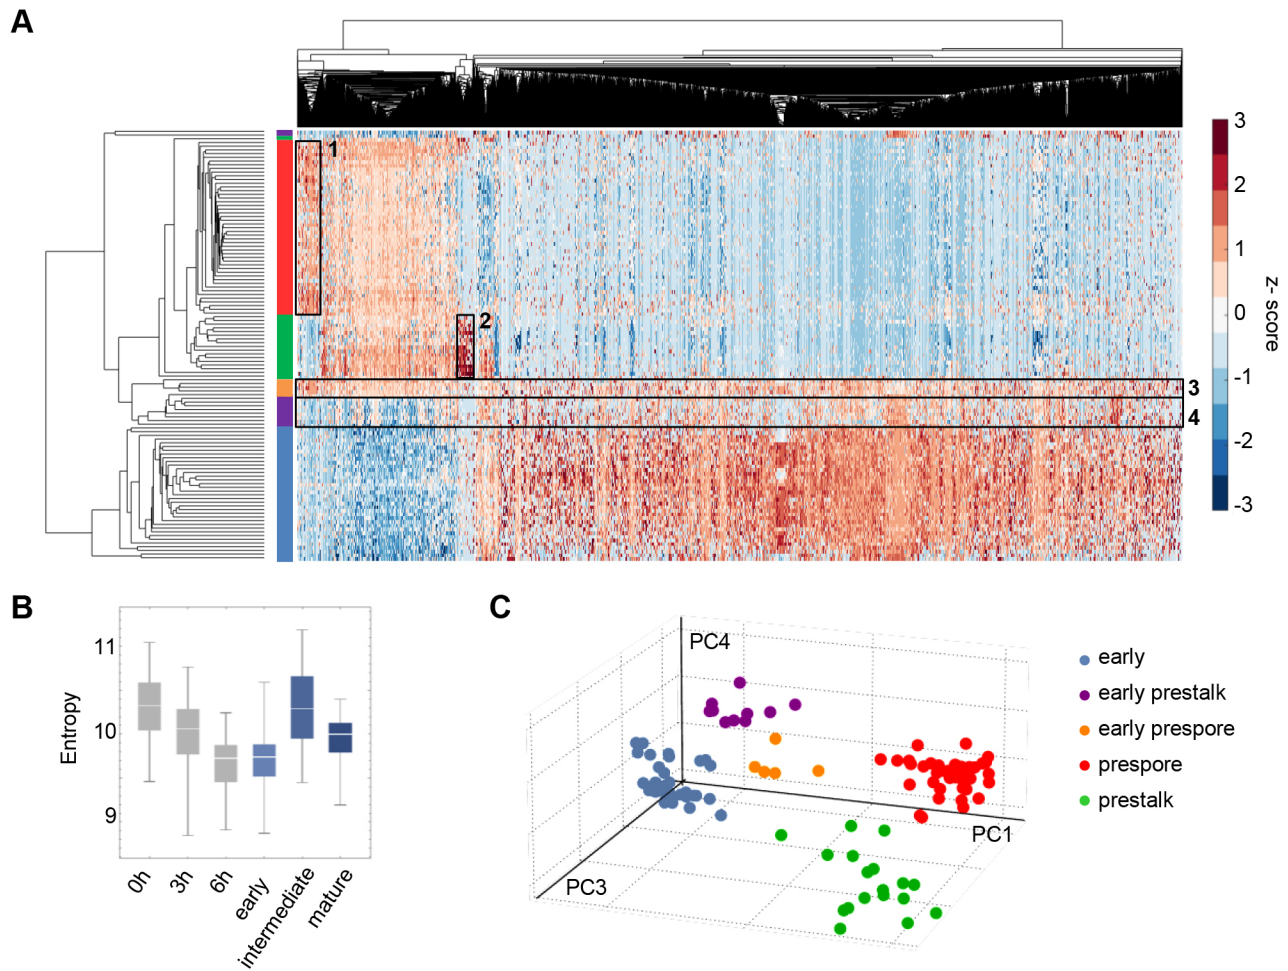 A
1
2
3
4
3
2
1
0
-1
-2
-3
z- score
B
11
10
9
Entropy
0h
3h
6h
early
intermediate
mature
C
PC4
PC1
PC3
early
early prestalk
early prespore
prespore
prestalk